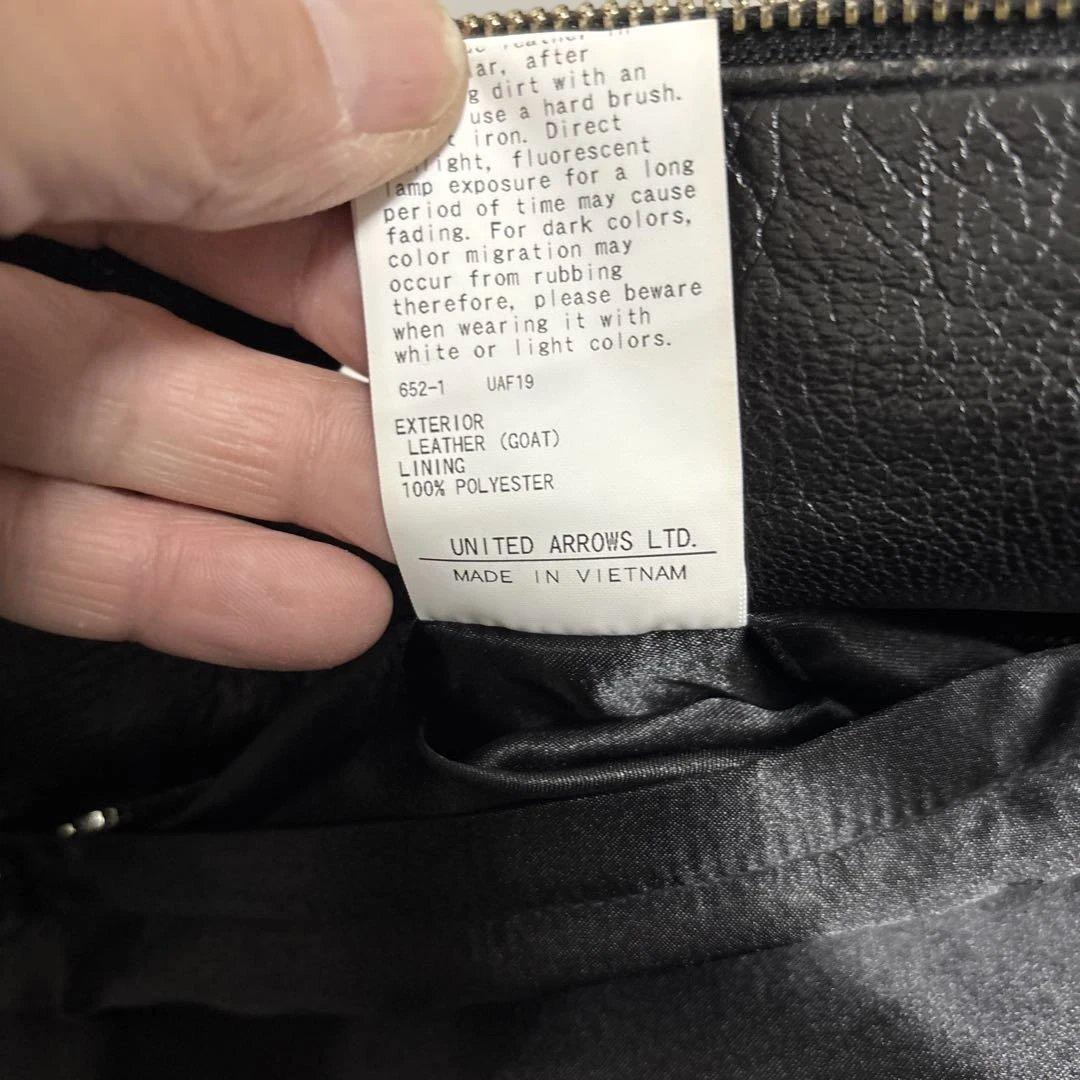 after
dirt with an
use a hard brush.
iron. Direct
fluorescent
lamp exposure for a long
period of time may cause
fading. For dark colors,
color migration may
occur from rubbing
therefore, please beware
when wearing it with
white or light colors.
652-1 UAF19
EXTERIOR
LEATHER (GOAT)
LINING
100% POLYESTER
UNITED ARROWS LTD.
MADE IN VIETNAM